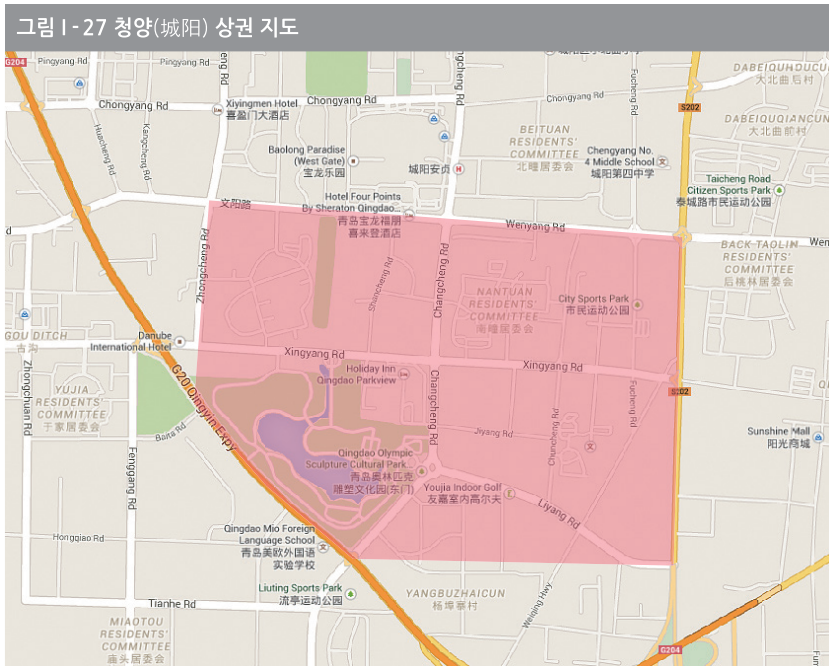 그림 I - 27 청양(城阳) 상권 지도
G204
Pingyang Rd
Pingyang Rd
Chongyang Rd
Huacheng Rd
Kangcheng Rd
Xiyingmen Hotel
喜盈门大酒店
Chongyang Rd
Chongyang Rd
Fucheng Rd
S202
DABEIQUHOUCUN
大北曲后村
DABEIQUQIANCUN
大北曲前村
Baolong Paradise
(West Gate)
宝龙乐园
城阳安贞
BEITUAN
RESIDENTS'
COMMITTEE
北疃居委会
Chengyang No.
4 Middle School
城阳第四中学
Taicheng Road
Citizen Sports Park
泰城路市民运动公园
文阳路
Hotel Four Points
By Sheraton Qingdao...
青岛宝龙福朋
喜来登酒店
Wenyang Rd
BACK TAOLIN
RESIDENTS'
COMMITTEE
后桃林居委会
Zhongcheng Rd
Shuncheng Rd
Changcheng Rd
NANTUAN
RESIDENTS'
COMMITTEE
南疃居委会
City Sports Park
市民运动公园
GOU DITCH
古沟
Danube
International Hotel
Xingyang Rd
Xingyang Rd
Holiday Inn
Qingdao Parkview
Zhongchuan Rd
YUJIA
RESIDENTS'
COMMITTEE
于家居委会
G20 Qingyin Expy
Changcheng Rd
Fucheng Rd
S202
Baita Rd
Jiyang Rd
Chuncheng Rd
Sunshine Mall
阳光商城
Fenggang Rd
Qingdao Olympic
Sculpture Cultural Park...
青岛奥林匹克
雕塑文化园(东门)
Youjia Indoor Golf
友嘉室内高尔夫
Liyang Rd
Hongqiao Rd
Qingdao Mio Foreign
Language School
青岛美欧外国语
实验学校
Liuting Sports Park
流亭运动公园
YANGBUZHAICUN
杨埠寨村
Weiqing Hwy
Tianhe Rd
MIAOTOU
RESIDENTS'
COMMITTEE
庙头居委会
G204